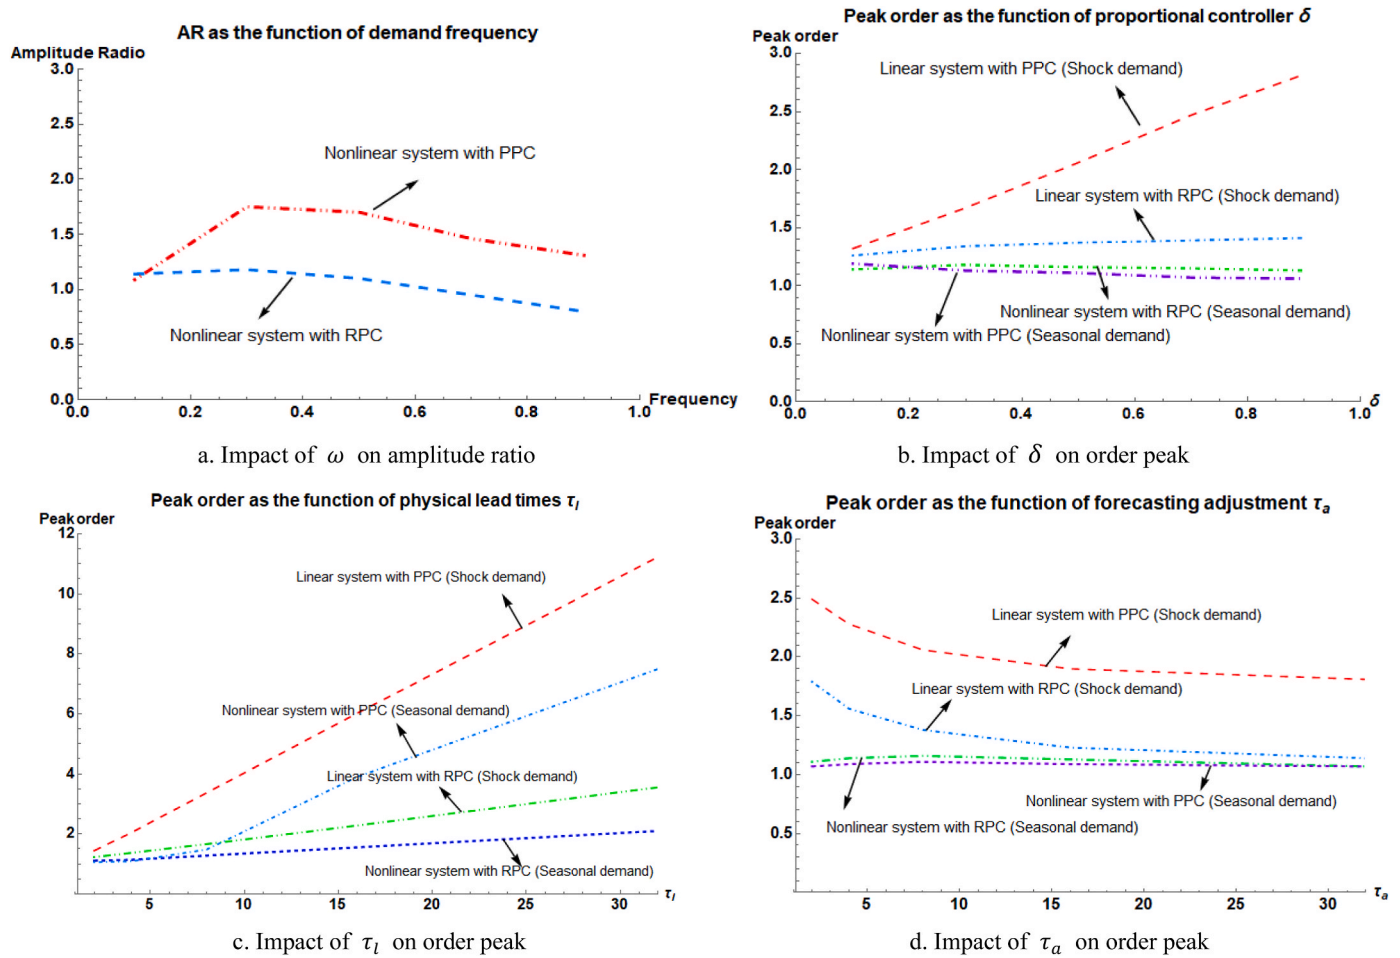 AR as the function of demand frequency
Amplitude Radio
3.0
2.5
2.0
1.5
1.0
0.5
0.0
0.0
0.2
0.4
0.6
0.8
1.0
Frequency
Nonlinear system with PPC
Nonlinear system with RPC
a. Impact of ω on amplitude ratio
Peak order as the function of proportional controller δ
Peak order
3.0
2.5
2.0
1.5
1.0
0.5
0.0
0.0
0.2
0.4
0.6
0.8
1.0
δ
Linear system with PPC (Shock demand)
Linear system with RPC (Shock demand)
Nonlinear system with RPC (Seasonal demand)
Nonlinear system with PPC (Seasonal demand)
b. Impact of δ on order peak
Peak order as the function of physical lead times τl
Peak order
12
10
8
6
4
2
5
10
15
20
25
30
τl
Linear system with PPC (Shock demand)
Nonlinear system with PPC (Seasonal demand)
Linear system with RPC (Shock demand)
Nonlinear system with RPC (Seasonal demand)
c. Impact of τl on order peak
Peak order as the function of forecasting adjustment τa
Peak order
3.0
2.5
2.0
1.5
1.0
0.5
5
10
15
20
25
30
τa
Linear system with PPC (Shock demand)
Linear system with RPC (Shock demand)
Nonlinear system with PPC (Seasonal demand)
Nonlinear system with RPC (Seasonal demand)
d. Impact of τa on order peak